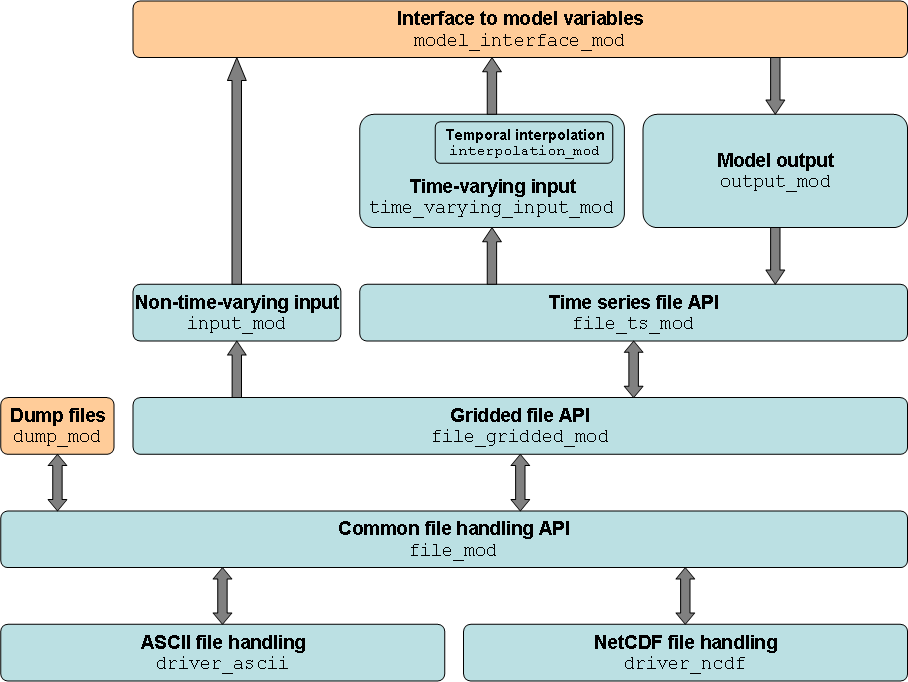 Interface to model variables
model_interface_mod
Temporal interpolation
interpolation_mod
Time-varying input
time_varying_input_mod
Model output
output_mod
Non-time-varying input
input_mod
Time series file API
file_ts_mod
Dump files
dump_mod
Gridded file API
file_gridded_mod
Common file handling API
file_mod
ASCII file handling
driver_ascii
NetCDF file handling
driver_ncdf